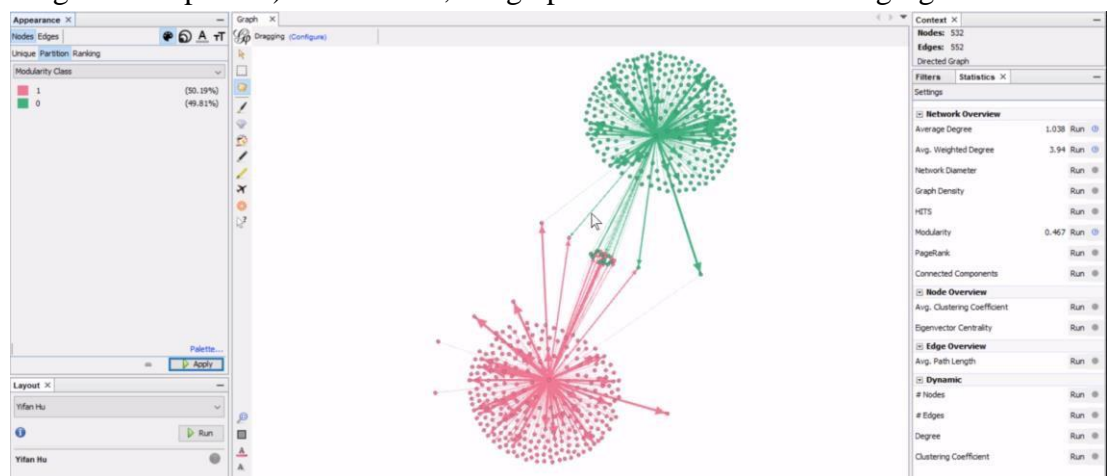 Appearance
Nodes Edges
Unique Partition Ranking
Modularity Class
1 (50.19%)
0 (49.81%)
Palette...
Apply
Layout
Yifan Hu
Run
Yifan Hu
Graph
Dragging (Configure)
Context
Nodes: 532
Edges: 552
Directed Graph
Filters Statistics
Settings
Network Overview
Average Degree 1.038 Run
Avg. Weighted Degree 3.94 Run
Network Diameter Run
Graph Density Run
HITS Run
Modularity 0.467 Run
PageRank Run
Connected Components Run
Node Overview
Avg. Clustering Coefficient Run
Eigenvector Centrality Run
Edge Overview
Avg. Path Length Run
Dynamic
# Nodes Run
# Edges Run
Degree Run
Clustering Coefficient Run